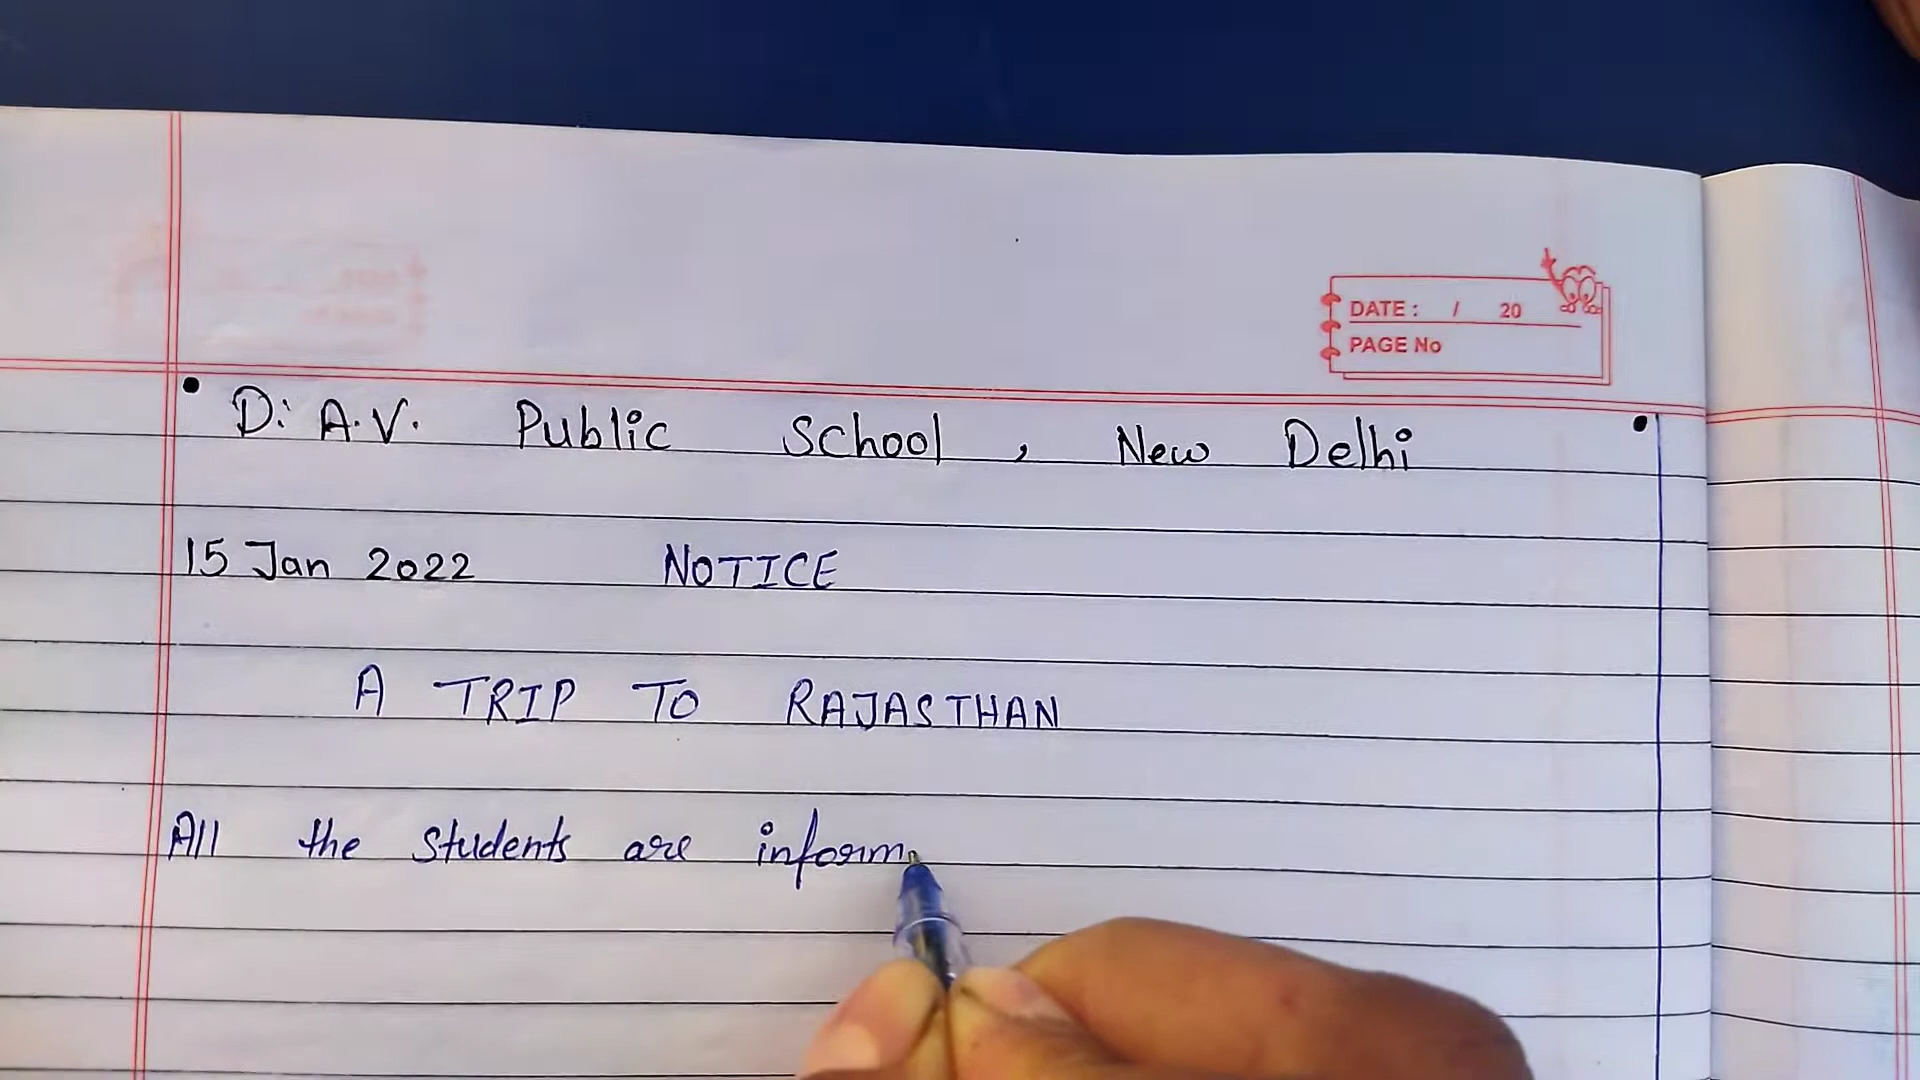 DATE: / 20
PAGE No
D. A.V. Public School, New Delhi
15 Jan 2022 NOTICE
A TRIP TO RAJASTHAN
All the students are inform